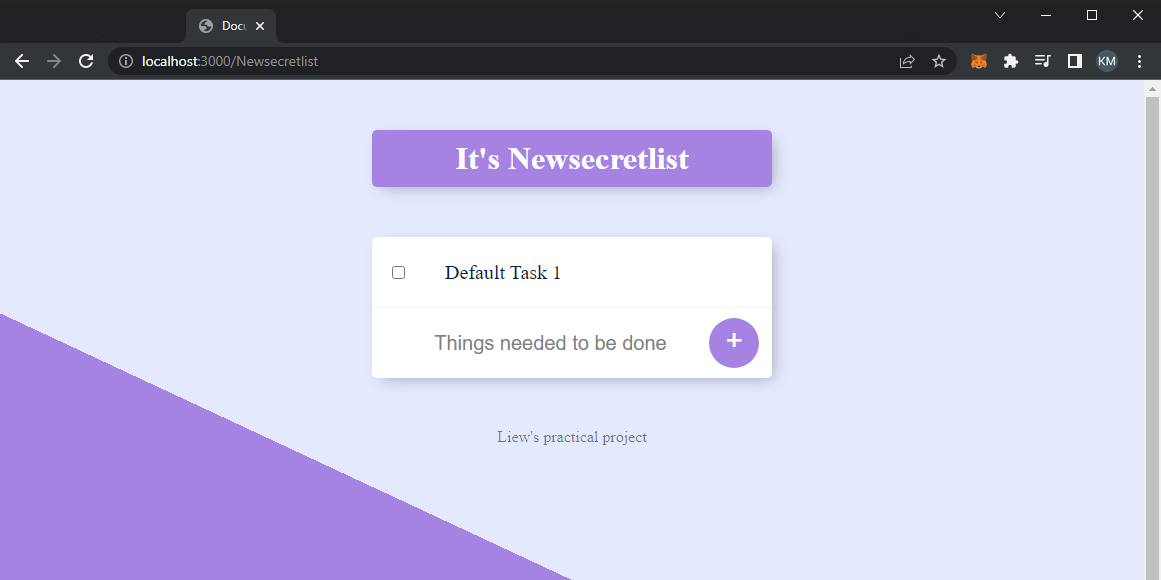 Docu
localhost:3000/Newsecretlist
KM
It's Newsecretlist
Default Task 1
Things needed to be done
+
Liew's practical project